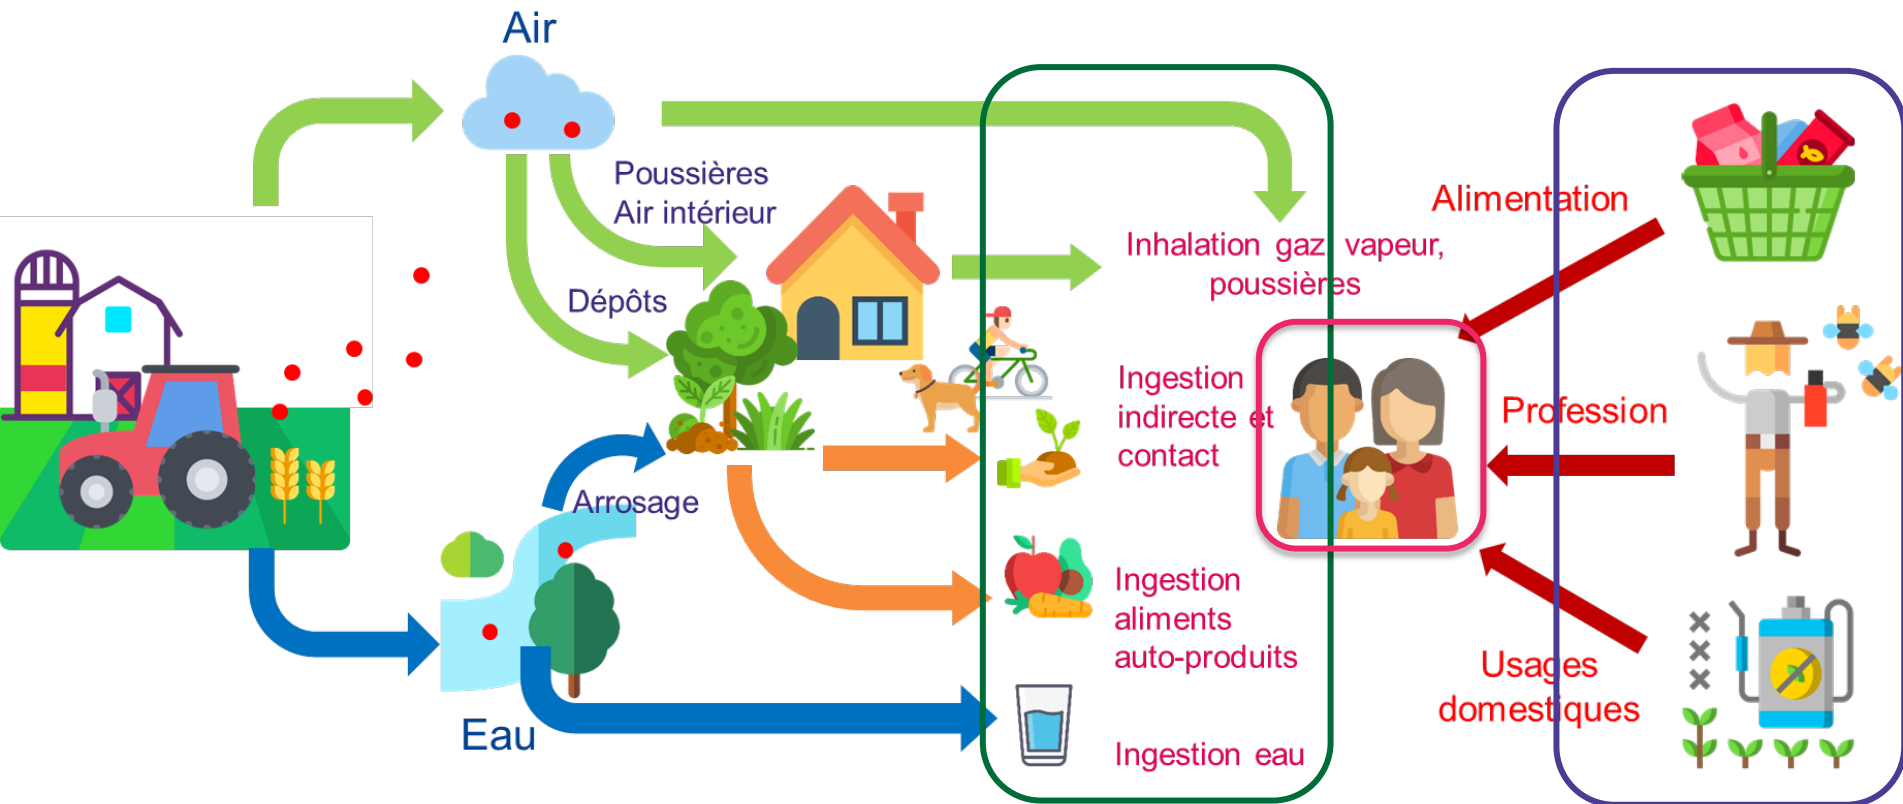 Air
Poussières
Air intérieur
Dépôts
Arrosage
Eau
Inhalation gaz, vapeur,
poussières
Ingestion
indirecte et
contact
Ingestion
aliments
auto-produits
Ingestion eau
Alimentation
Profession
Usages
domestiques